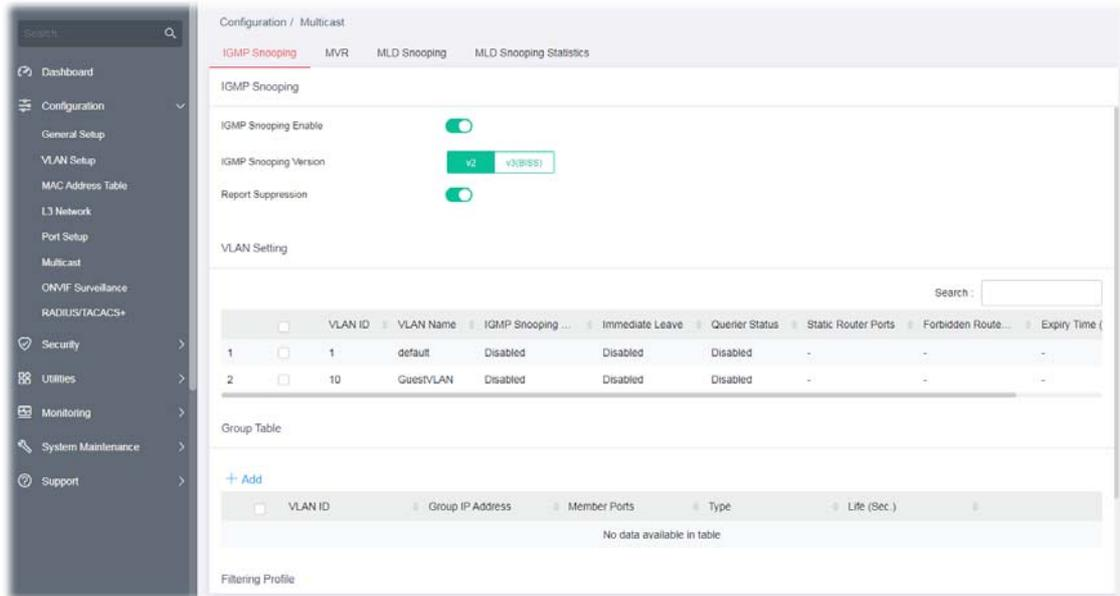 Search
Configuration / Multicast
IGMP Snooping MVR MLD Snooping MLD Snooping Statistics
Dashboard
Configuration
General Setup
VLAN Setup
MAC Address Table
L3 Network
Port Setup
Multicast
ONVIF Surveillance
RADIUS/TACACS+
Security
Utilities
Monitoring
System Maintenance
Support
IGMP Snooping
IGMP Snooping Enable
IGMP Snooping Version v2 v3(BISS)
Report Suppression
VLAN Setting
Search :
VLAN ID VLAN Name IGMP Snooping ... Immediate Leave Querier Status Static Router Ports Forbidden Route... Expiry Time (
1 1 default Disabled Disabled Disabled - - -
2 10 GuestVLAN Disabled Disabled Disabled - - -
Group Table
+ Add
VLAN ID Group IP Address Member Ports Type Life (Sec.)
No data available in table
Filtering Profile